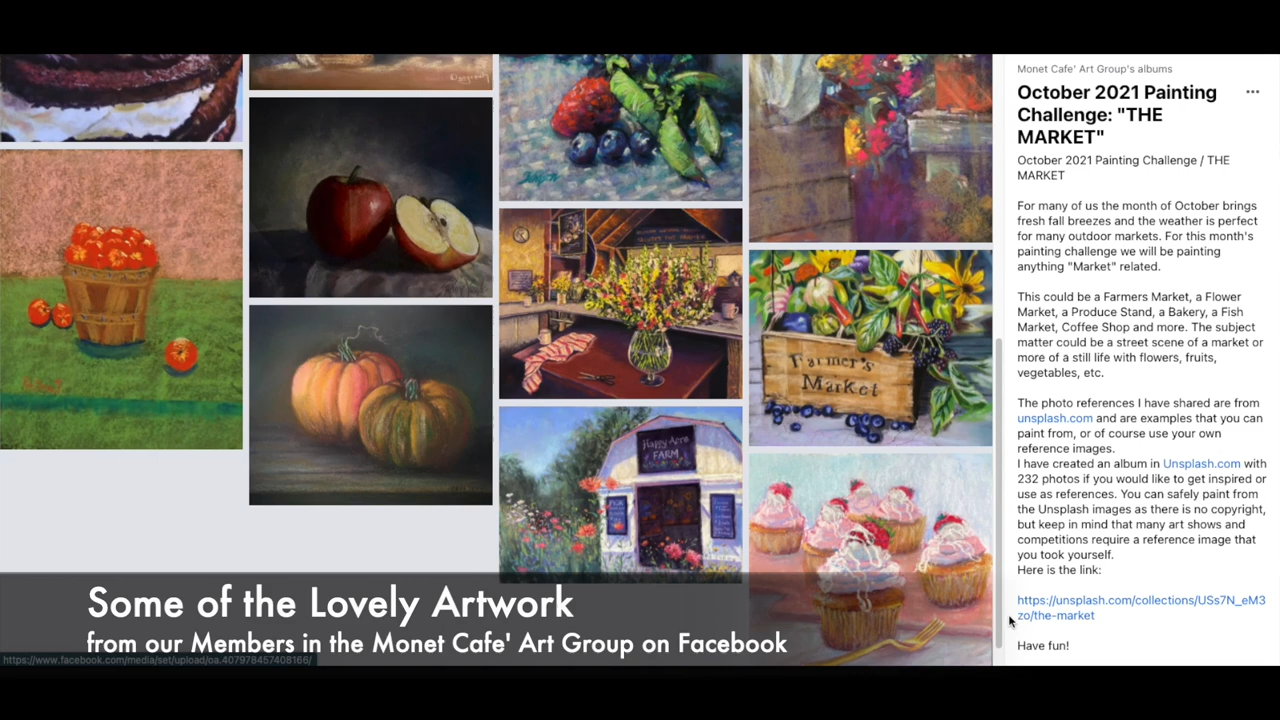 Monet Cafe' Art Group's albums
October 2021 Painting
Challenge: "THE
MARKET"
October 2021 Painting Challenge / THE
MARKET
For many of us the month of October brings
fresh fall breezes and the weather is perfect
for many outdoor markets. For this month's
painting challenge we will be painting
anything "Market" related.
This could be a Farmers Market, a Flower
Market, a Produce Stand, a Bakery, a Fish
Market, Coffee Shop and more. The subject
matter could be a street scene of a market or
more of a still life with flowers, fruits,
vegetables, etc.
The photo references I have shared are from
unsplash.com and are examples that you can
paint from, or of course use your own
reference images.
I have created an album in Unsplash.com with
232 photos if you would like to get inspired or
use as references. You can safely paint from
the Unsplash images as there is no copyright,
but keep in mind that many art shows and
competitions require a reference image that
you took yourself.
Here is the link:
https://unsplash.com/collections/USs7N_eM3
zo/the-market
Have fun!
Farmer's
Market
Happy Acre
FARM
Some of the Lovely Artwork
from our Members in the Monet Cafe' Art Group on Facebook
https://www.facebook.com/media/set/upload/oa.407978457408166/